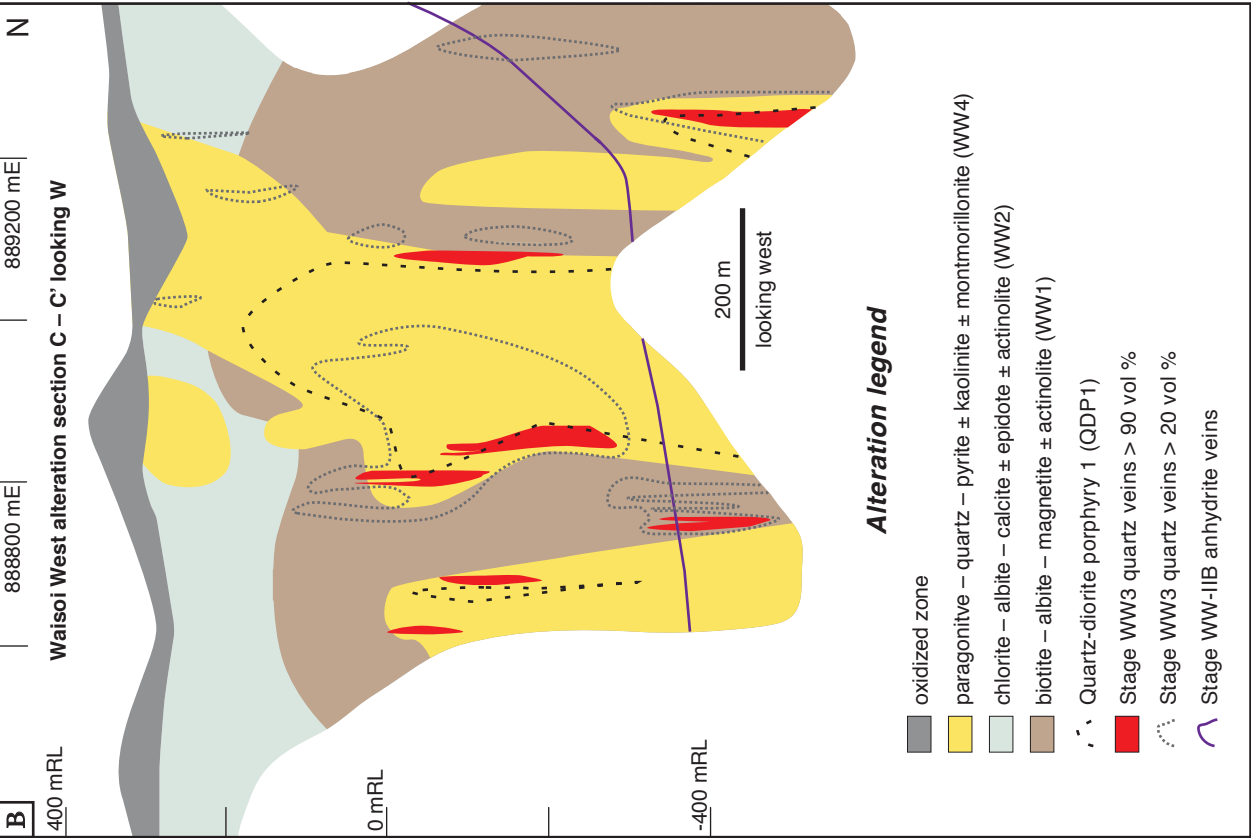 B
N
888800 mE
889200 mE
Waisoi West alteration section C – C’ looking W
400 mRL
0 mRL
-400 mRL
200 m
looking west
Alteration legend
oxidized zone
paragonitve – quartz – pyrite ± kaolinite ± montmorillonite (WW4)
chlorite – albite – calcite ± epidote ± actinolite (WW2)
biotite – albite – magnetite ± actinolite (WW1)
Quartz-diorite porphyry 1 (QDP1)
Stage WW3 quartz veins > 90 vol %
Stage WW3 quartz veins > 20 vol %
Stage WW-IIB anhydrite veins